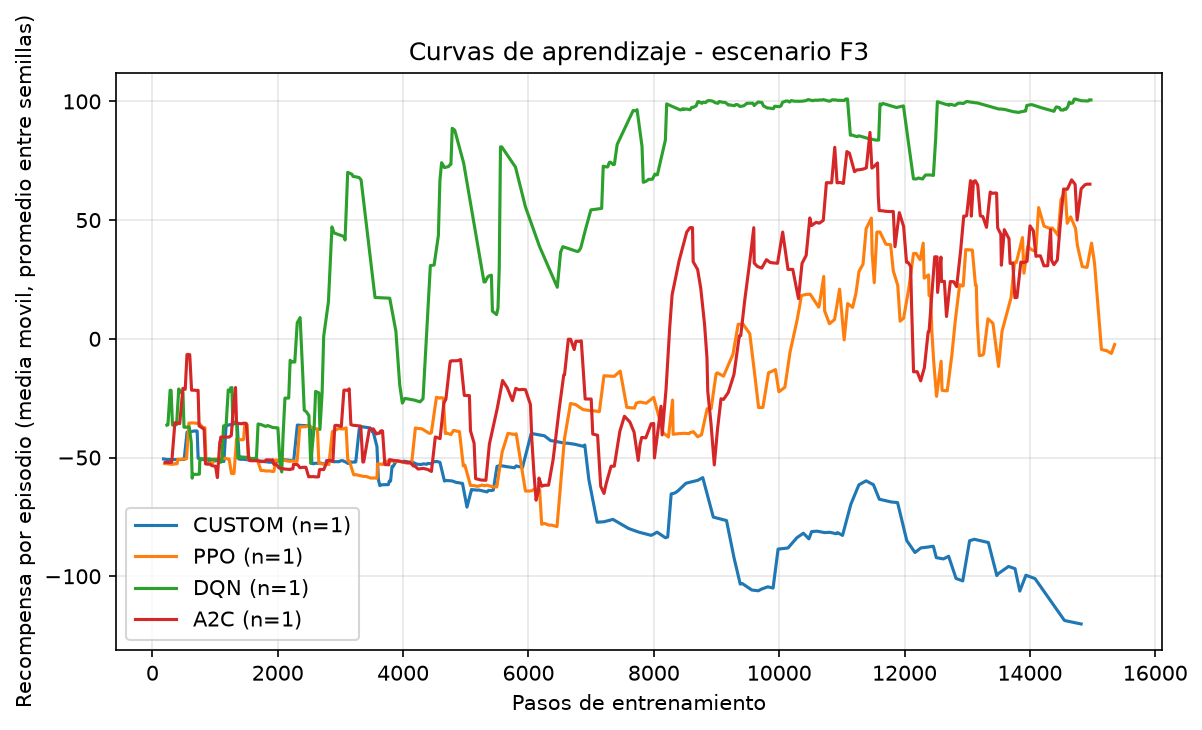 Curvas de aprendizaje - escenario F3
Recompensa por episodio (media movil, promedio entre semillas)
100
50
0
−50
−100
CUSTOM (n=1)
PPO (n=1)
DQN (n=1)
A2C (n=1)
0 2000 4000 6000 8000 10000 12000 14000 16000
Pasos de entrenamiento